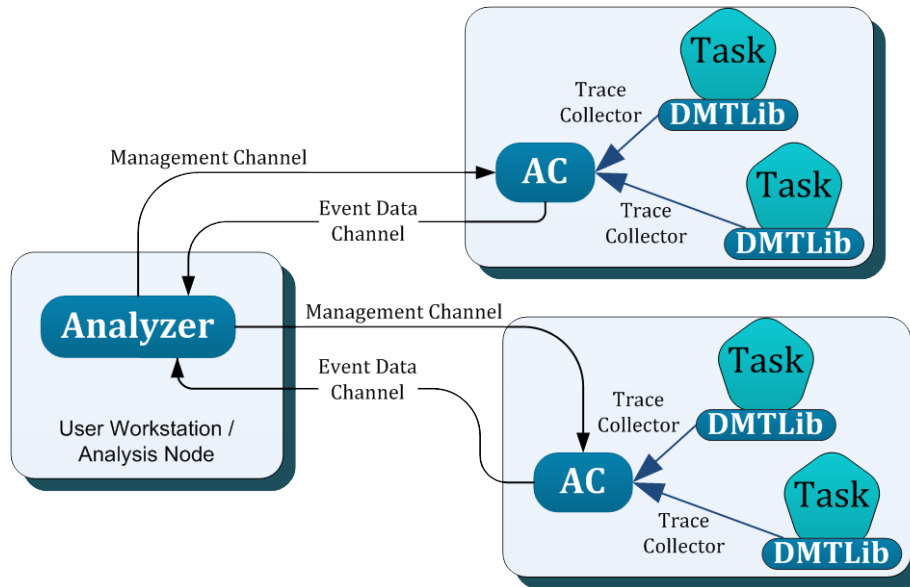 Task
DMTLib
Trace
Collector
Management Channel
AC
Task
Event Data
Channel
Trace
Collector
DMTLib
Analyzer
Management Channel
User Workstation /
Analysis Node
Event Data
Channel
Task
DMTLib
Trace
Collector
AC
Task
Trace
Collector
DMTLib